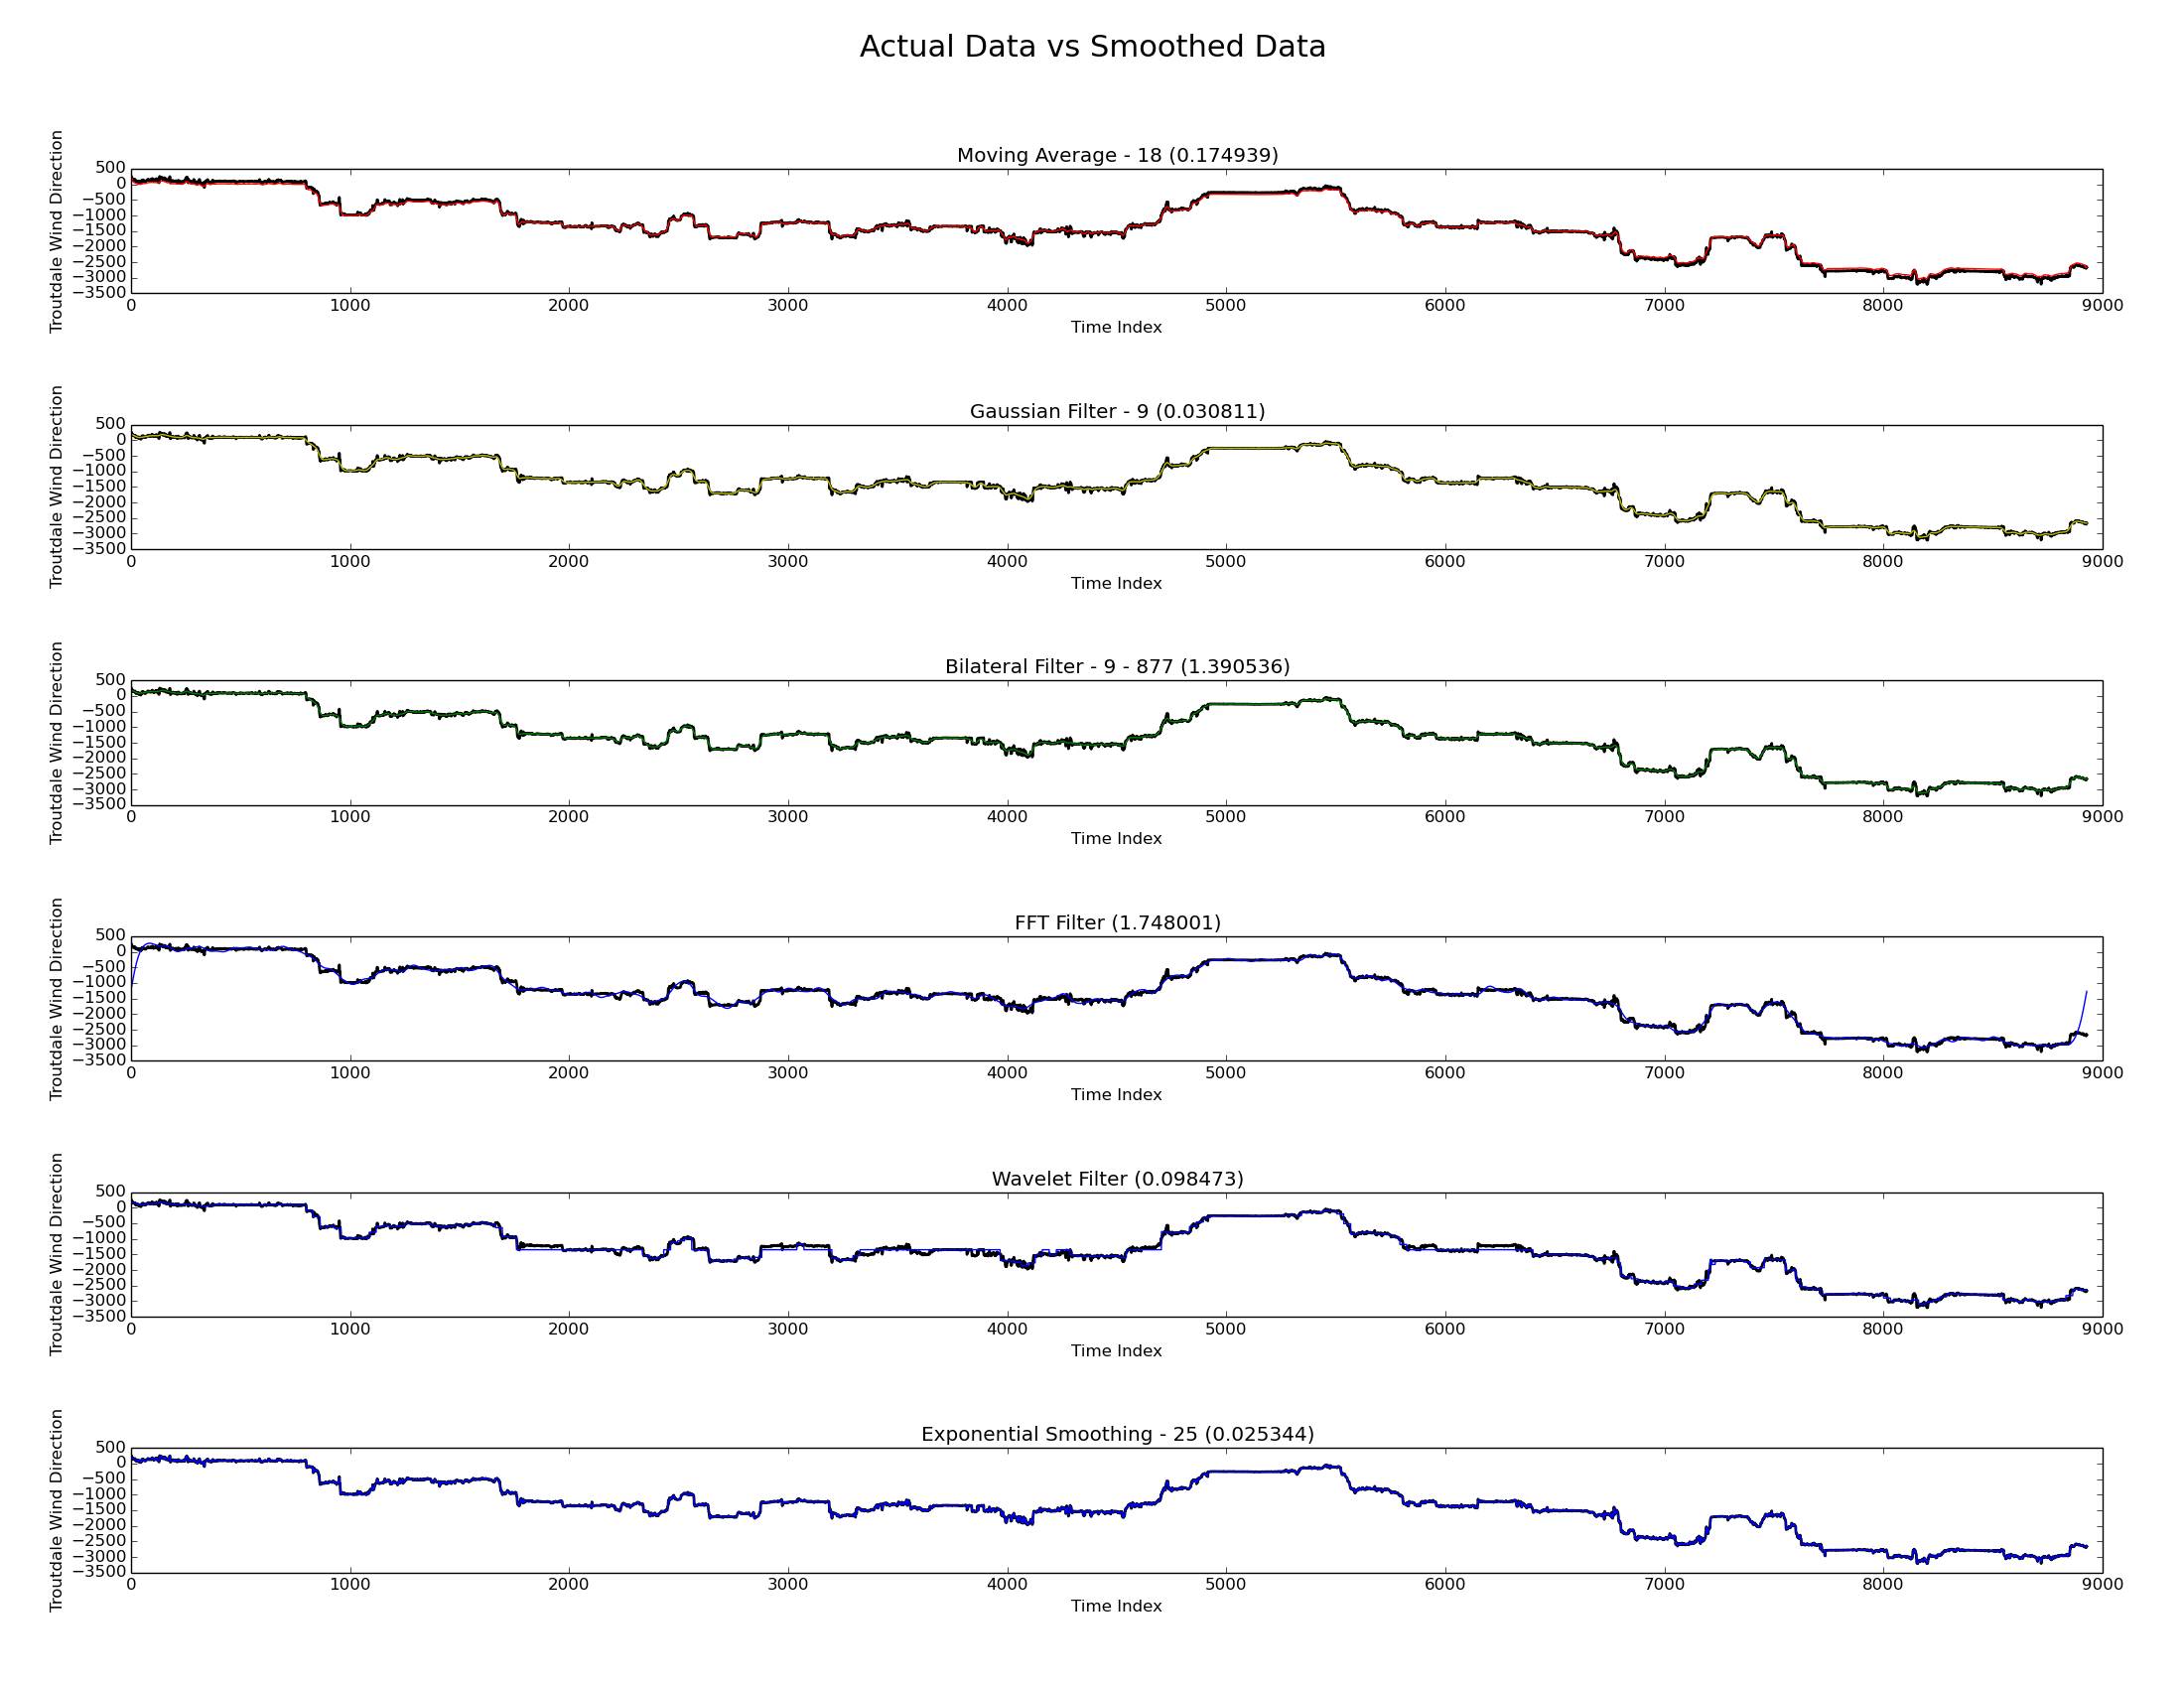 Actual Data vs Smoothed Data
Moving Average - 18 (0.174939)
Troutdale Wind Direction
500
0
−500
−1000
−1500
−2000
−2500
−3000
−3500
0 1000 2000 3000 4000 5000 6000 7000 8000 9000
Time Index
Gaussian Filter - 9 (0.030811)
Troutdale Wind Direction
500
0
−500
−1000
−1500
−2000
−2500
−3000
−3500
0 1000 2000 3000 4000 5000 6000 7000 8000 9000
Time Index
Bilateral Filter - 9 - 877 (1.390536)
Troutdale Wind Direction
500
0
−500
−1000
−1500
−2000
−2500
−3000
−3500
0 1000 2000 3000 4000 5000 6000 7000 8000 9000
Time Index
FFT Filter (1.748001)
Troutdale Wind Direction
500
0
−500
−1000
−1500
−2000
−2500
−3000
−3500
0 1000 2000 3000 4000 5000 6000 7000 8000 9000
Time Index
Wavelet Filter (0.098473)
Troutdale Wind Direction
500
0
−500
−1000
−1500
−2000
−2500
−3000
−3500
0 1000 2000 3000 4000 5000 6000 7000 8000 9000
Time Index
Exponential Smoothing - 25 (0.025344)
Troutdale Wind Direction
500
0
−500
−1000
−1500
−2000
−2500
−3000
−3500
0 1000 2000 3000 4000 5000 6000 7000 8000 9000
Time Index